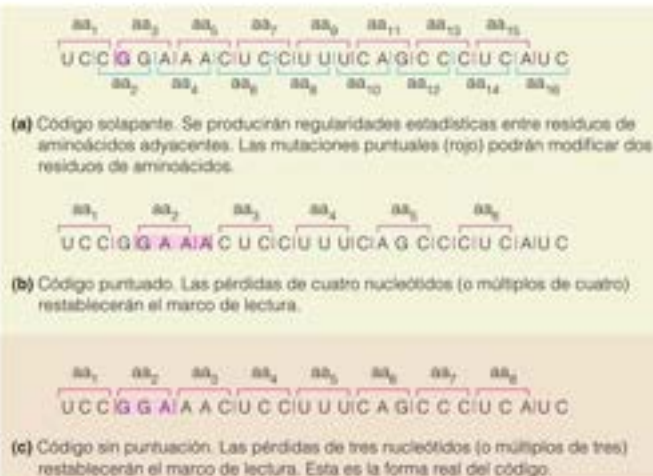 aa₁ aa₃ aa₅ aa₇ aa₉ aa₁₁ aa₁₃ aa₁₅
U C C G G A A A C U C C U U U C A G C C C U C A U C
aa₂ aa₄ aa₆ aa₈ aa₁₀ aa₁₂ aa₁₄ aa₁₆
(a) Código solapante. Se producirán regularidades estadísticas entre residuos de
aminoácidos adyacentes. Las mutaciones puntuales (rojo) podrán modificar dos
residuos de aminoácidos.
aa₁ aa₂ aa₃ aa₄ aa₅ aa₆
U C C G G A A A C U C C U U U C A G C C C U C A U C
(b) Código puntuado. Las pérdidas de cuatro nucleótidos (o múltiplos de cuatro)
restablecerán el marco de lectura.
aa₁ aa₂ aa₃ aa₄ aa₅ aa₆ aa₇ aa₈
U C C G G A A A C U C C U U U C A G C C C U C A U C
(c) Código sin puntuación. Las pérdidas de tres nucleótidos (o múltiplos de tres)
restablecerán el marco de lectura. Esta es la forma real del código.